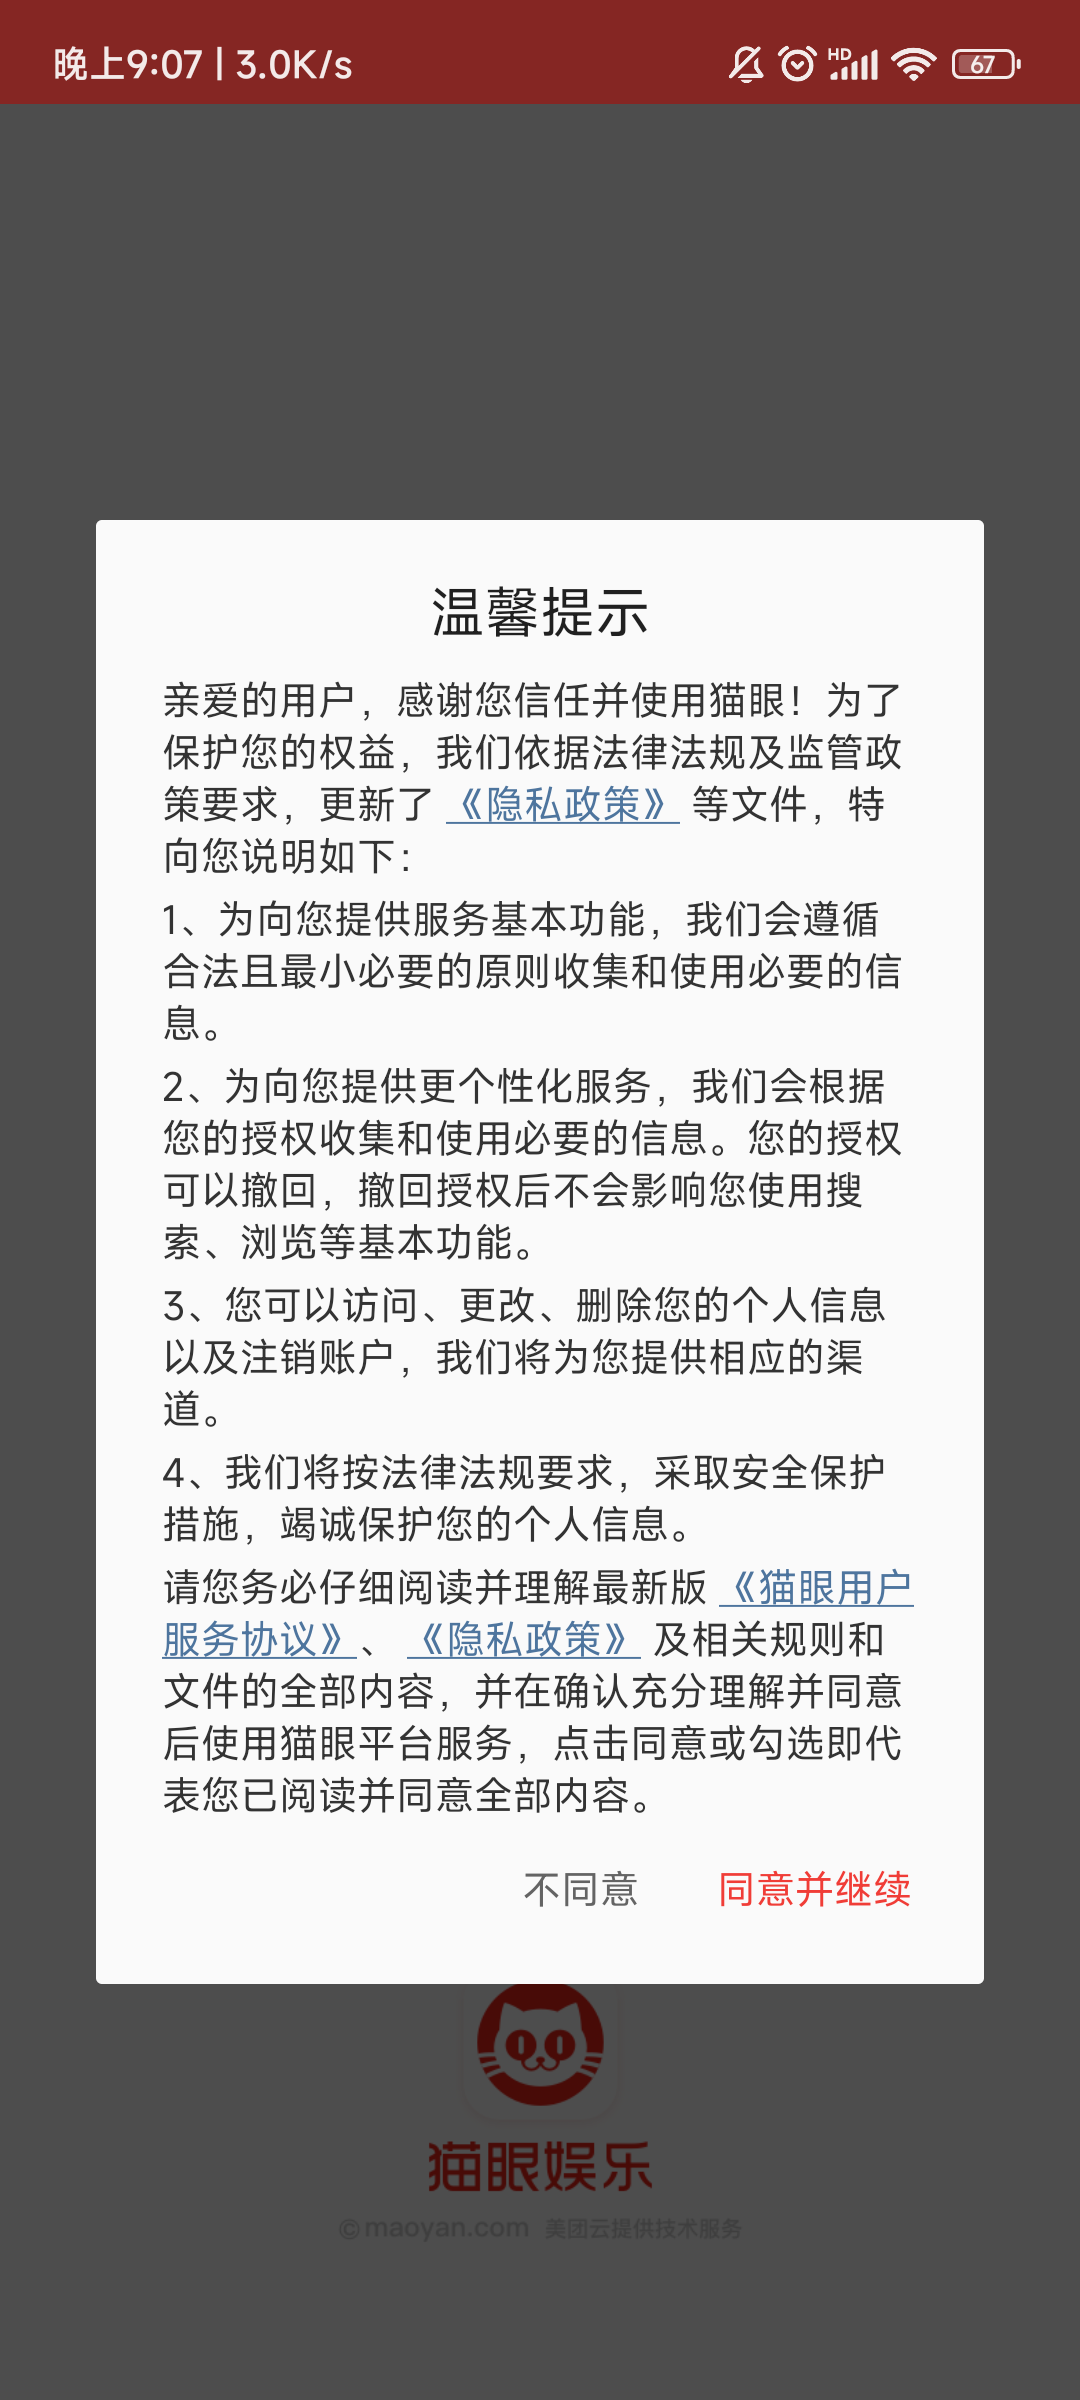 晚上9:07 | 3.0K/s
HD
67
温馨提示
亲爱的用户，感谢您信任并使用猫眼！为了
保护您的权益，我们依据法律法规及监管政
策要求，更新了《隐私政策》等文件，特
向您说明如下：
1、为向您提供服务基本功能，我们会遵循
合法且最小必要的原则收集和使用必要的信
息。
2、为向您提供更个性化服务，我们会根据
您的授权收集和使用必要的信息。您的授权
可以撤回，撤回授权后不会影响您使用搜
索、浏览等基本功能。
3、您可以访问、更改、删除您的个人信息
以及注销账户，我们将为您提供相应的渠
道。
4、我们将按法律法规要求，采取安全保护
措施，竭诚保护您的个人信息。
请您务必仔细阅读并理解最新版《猫眼用户
服务协议》、《隐私政策》及相关规则和
文件的全部内容，并在确认充分理解并同意
后使用猫眼平台服务，点击同意或勾选即代
表您已阅读并同意全部内容。
不同意 同意并继续
猫眼娱乐
©maoyan.com 美团云提供技术服务